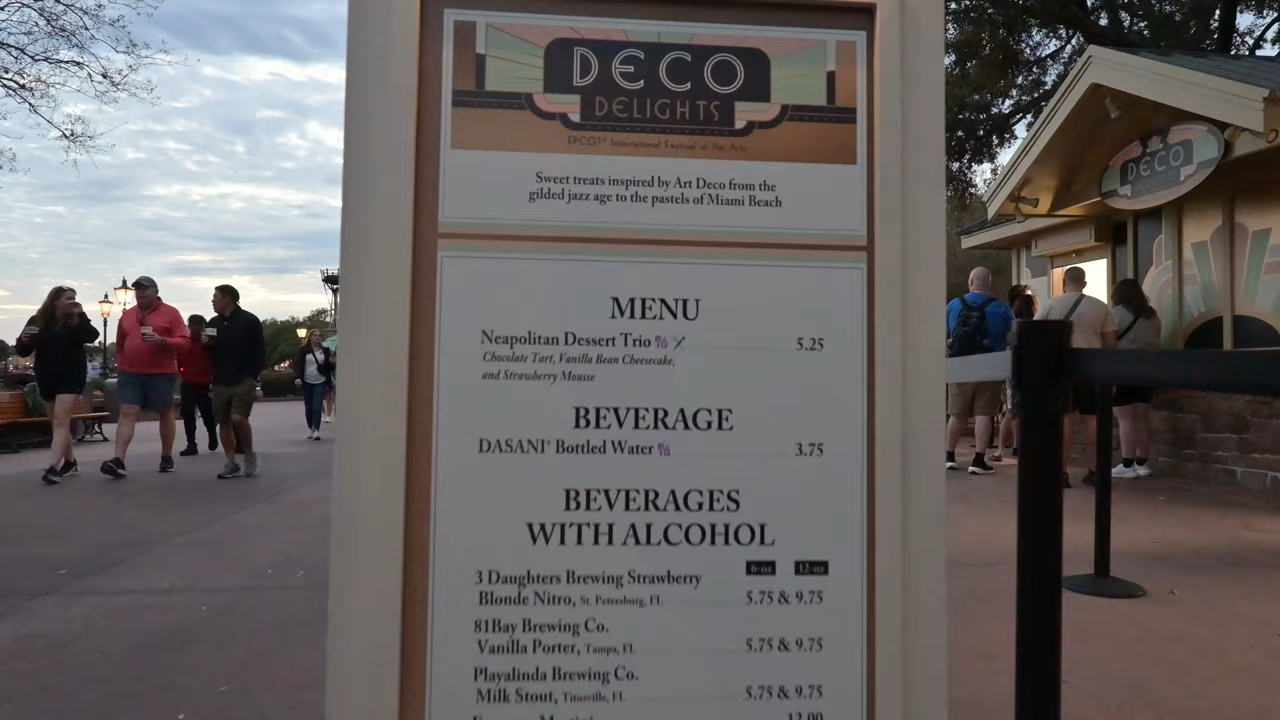 DECO
DELIGHTS
EPCOT® International Festival of the Arts
Sweet treats inspired by Art Deco from the
gilded jazz age to the pastels of Miami Beach
MENU
Neapolitan Dessert Trio 5.25
Chocolate Tart, Vanilla Bean Cheesecake,
and Strawberry Mousse
BEVERAGE
DASANI® Bottled Water 3.75
BEVERAGES
WITH ALCOHOL
6-oz 12-oz
3 Daughters Brewing Strawberry
Blonde Nitro, St. Petersburg, FL 5.75 & 9.75
81Bay Brewing Co.
Vanilla Porter, Tampa, FL 5.75 & 9.75
Playalinda Brewing Co.
Milk Stout, Titusville, FL 5.75 & 9.75
12.00
DECO